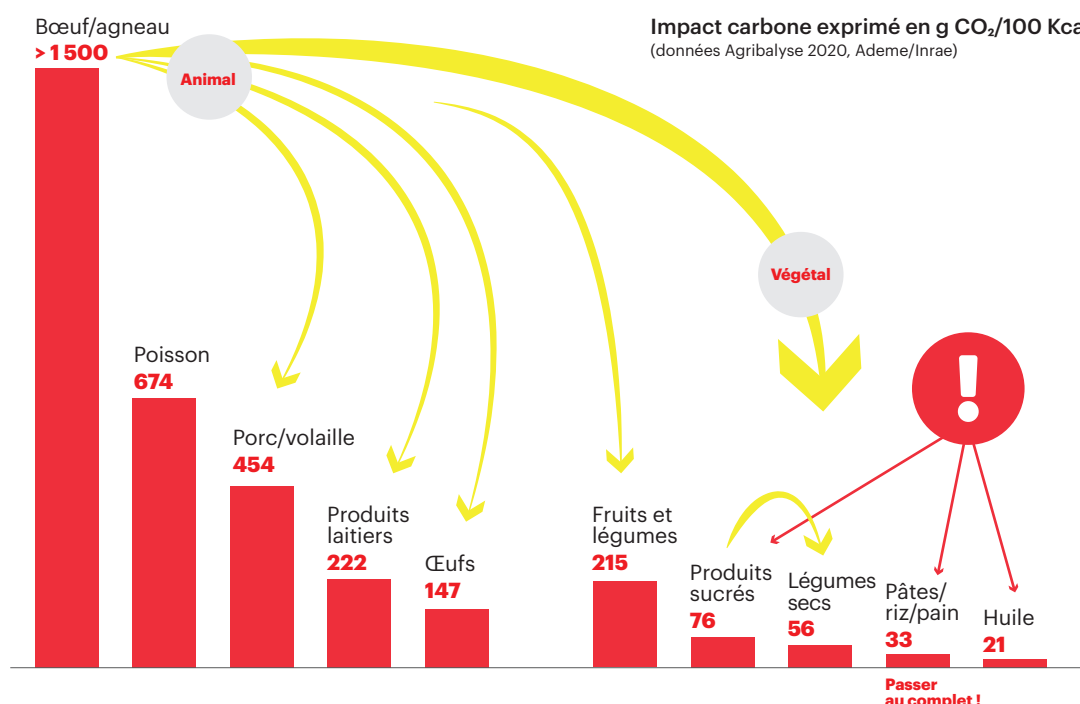 Impact carbone exprimé en g CO₂/100 Kca
(données Agribalyse 2020, Ademe/Inrae)
Bœuf/agneau
> 1 500
Animal
Végétal
Poisson
674
Porc/volaille
454
Produits
laitiers
222
Œufs
147
Fruits et
légumes
215
Produits
sucrés
76
Légumes
secs
56
Pâtes/
riz/pain
33
Huile
21
!
Passer
au complet !